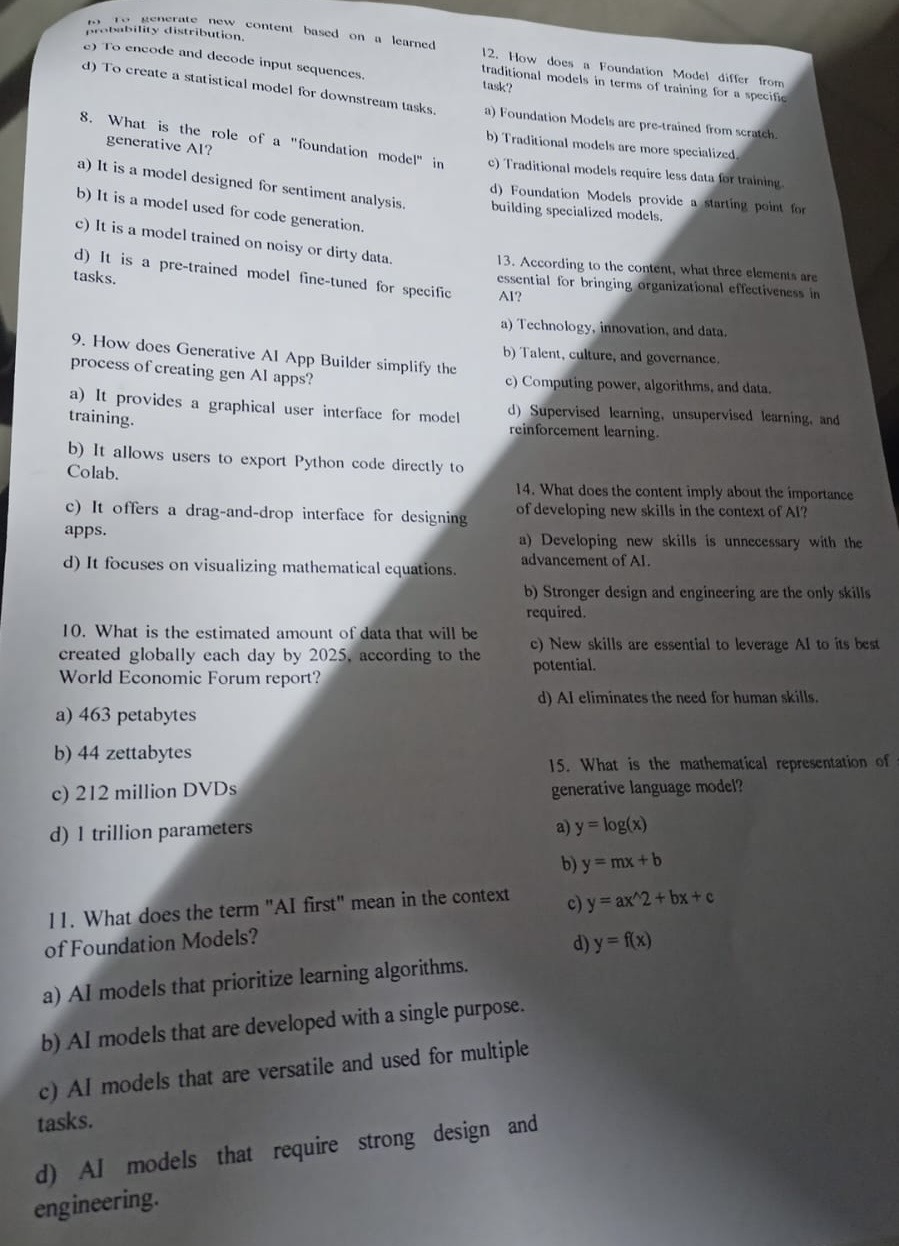 b) To generate new content based on a learned
probability distribution.
c) To encode and decode input sequences.
d) To create a statistical model for downstream tasks.
8. What is the role of a "foundation model" in
generative AI?
a) It is a model designed for sentiment analysis.
b) It is a model used for code generation.
c) It is a model trained on noisy or dirty data.
d) It is a pre-trained model fine-tuned for specific
tasks.
9. How does Generative AI App Builder simplify the
process of creating gen AI apps?
a) It provides a graphical user interface for model
training.
b) It allows users to export Python code directly to
Colab.
c) It offers a drag-and-drop interface for designing
apps.
d) It focuses on visualizing mathematical equations.
10. What is the estimated amount of data that will be
created globally each day by 2025, according to the
World Economic Forum report?
a) 463 petabytes
b) 44 zettabytes
c) 212 million DVDs
d) 1 trillion parameters
11. What does the term "AI first" mean in the context
of Foundation Models?
a) AI models that prioritize learning algorithms.
b) AI models that are developed with a single purpose.
c) AI models that are versatile and used for multiple
tasks.
d) AI models that require strong design and
engineering.
12. How does a Foundation Model differ from
traditional models in terms of training for a specific
task?
a) Foundation Models are pre-trained from scratch.
b) Traditional models are more specialized.
c) Traditional models require less data for training.
d) Foundation Models provide a starting point for
building specialized models.
13. According to the content, what three elements are
essential for bringing organizational effectiveness in
AI?
a) Technology, innovation, and data.
b) Talent, culture, and governance.
c) Computing power, algorithms, and data.
d) Supervised learning, unsupervised learning, and
reinforcement learning.
14. What does the content imply about the importance
of developing new skills in the context of AI?
a) Developing new skills is unnecessary with the
advancement of AI.
b) Stronger design and engineering are the only skills
required.
c) New skills are essential to leverage AI to its best
potential.
d) AI eliminates the need for human skills.
15. What is the mathematical representation of
generative language model?
a) y = log(x)
b) y = mx + b
c) y = ax^2 + bx + c
d) y = f(x)